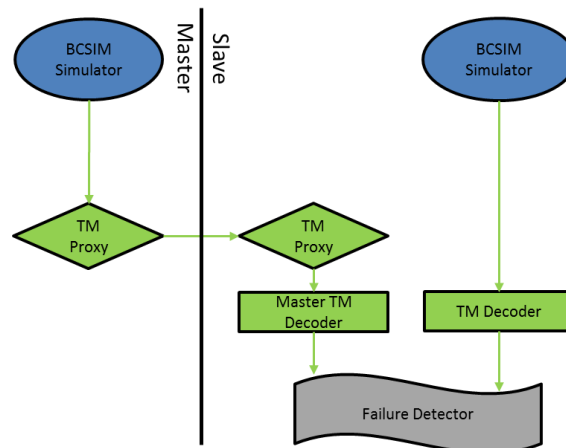 BCSIM
Simulator
Master
Slave
BCSIM
Simulator
TM
Proxy
TM
Proxy
Master TM
Decoder
TM Decoder
Failure Detector